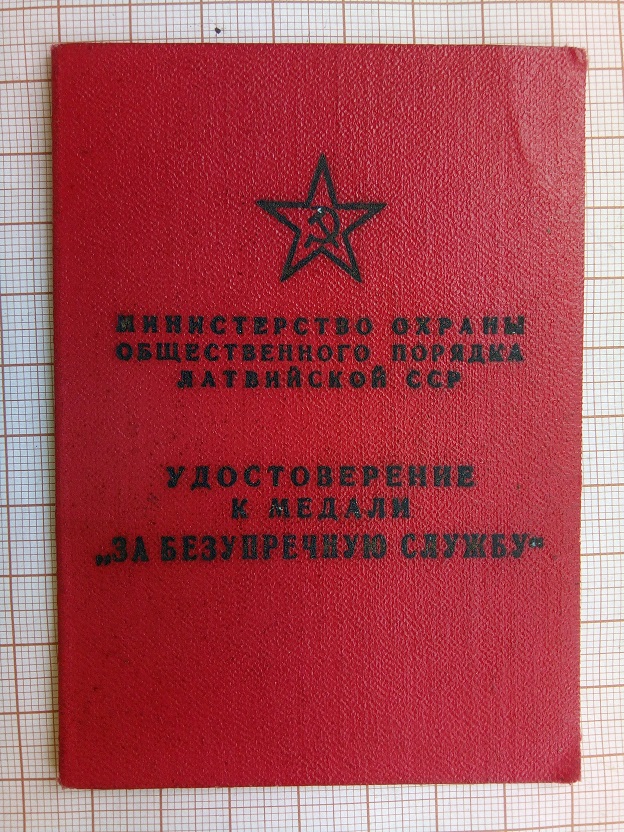 МИНИСТЕРСТВО ОХРАНЫ
ОБЩЕСТВЕННОГО ПОРЯДКА
ЛАТВИЙСКОЙ ССР
УДОСТОВЕРЕНИЕ
К МЕДАЛИ
„ЗА БЕЗУПРЕЧНУЮ СЛУЖБУ“